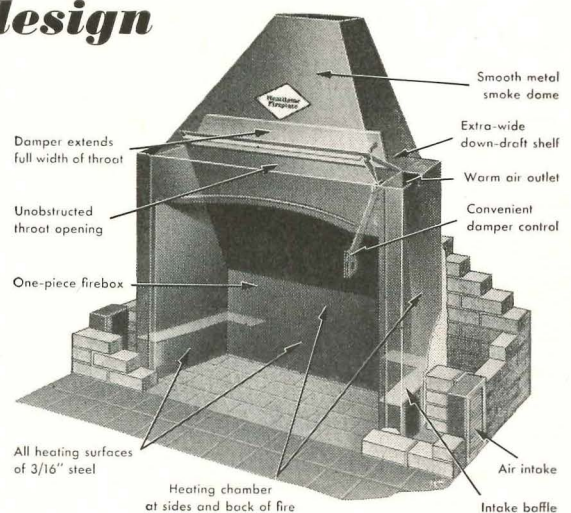 design
Heatilator
Fireplace
Smooth metal
smoke dome
Damper extends
full width of throat
Extra-wide
down-draft shelf
Warm air outlet
Unobstructed
throat opening
Convenient
damper control
One-piece firebox
All heating surfaces
of 3/16" steel
Heating chamber
at sides and back of fire
Air intake
Intake baffle